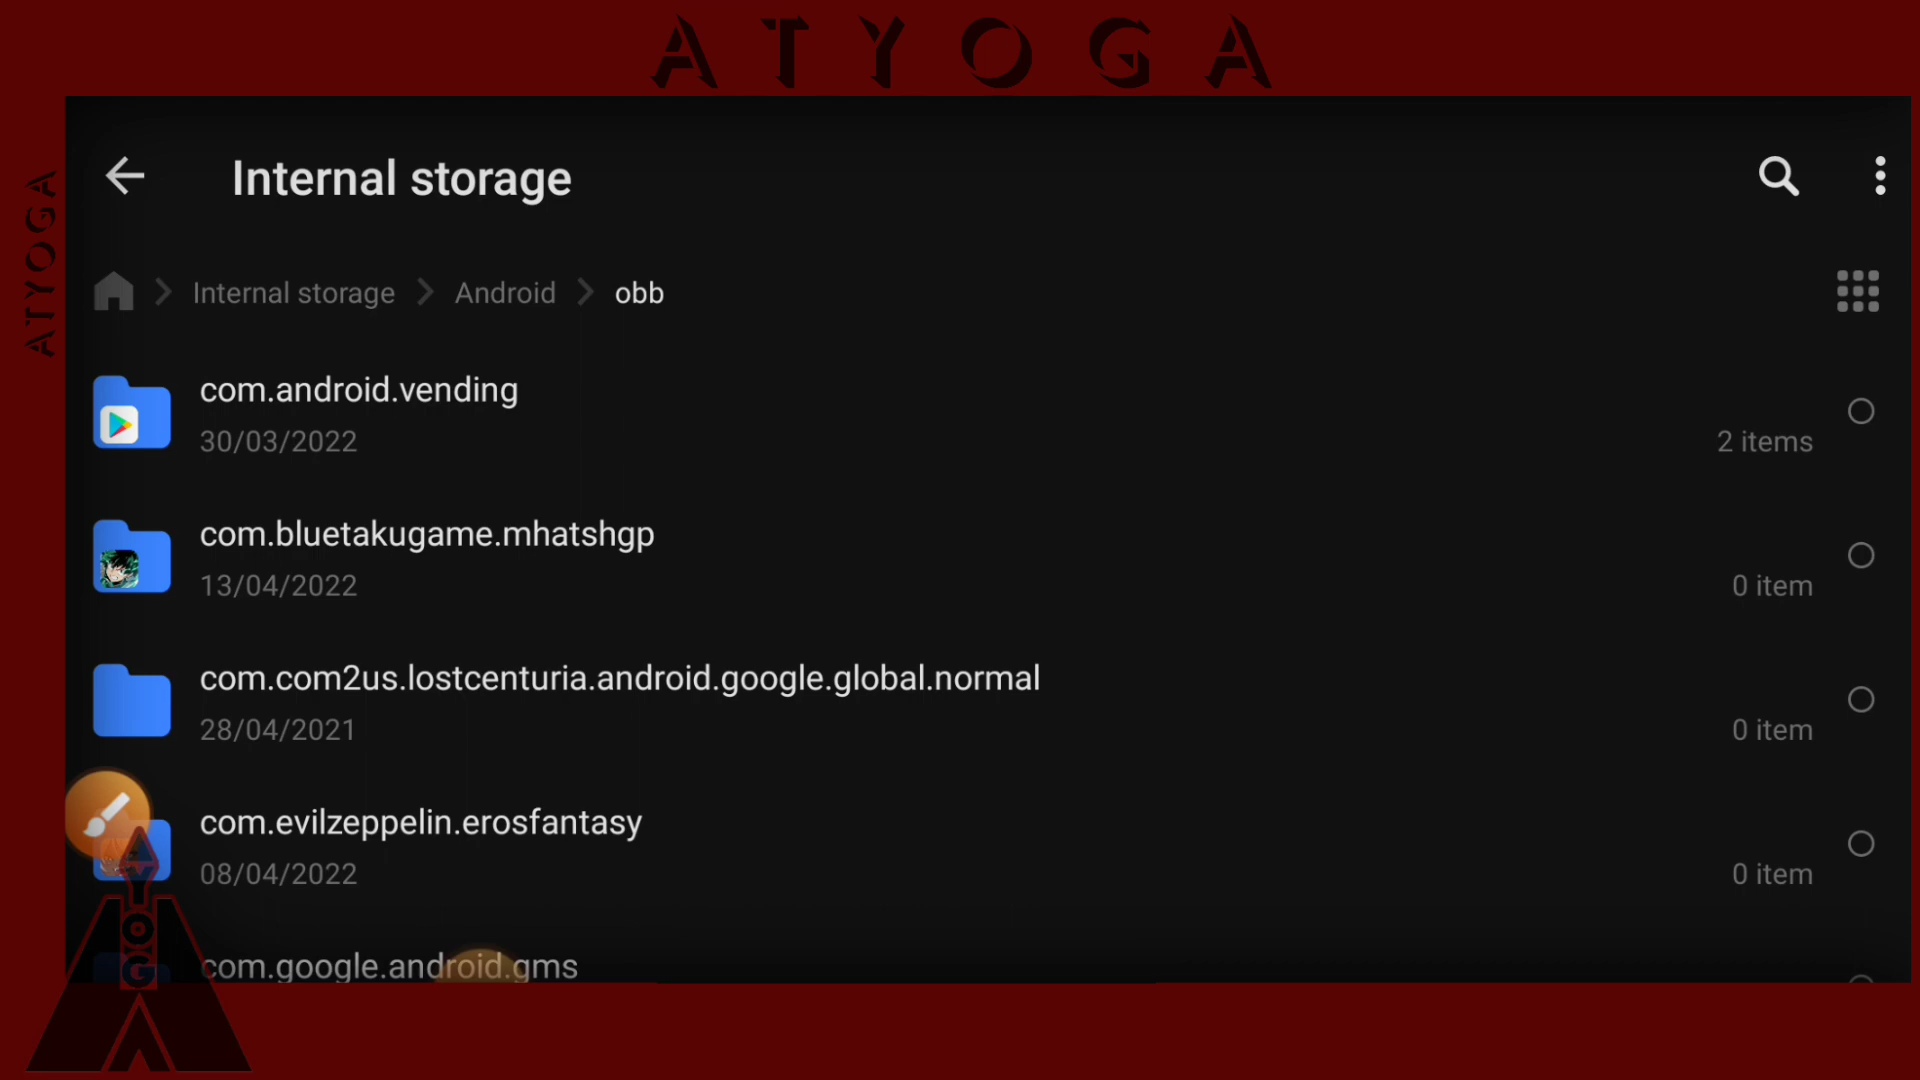 ATYOGA
ATYOGA
Internal storage
Internal storage > Android > obb
com.android.vending
30/03/2022
2 items
com.bluetakugame.mhatshgp
13/04/2022
0 item
com.com2us.lostcenturia.android.google.global.normal
28/04/2021
0 item
com.evilzeppelin.erosfantasy
08/04/2022
0 item
com.google.android.gms
OG